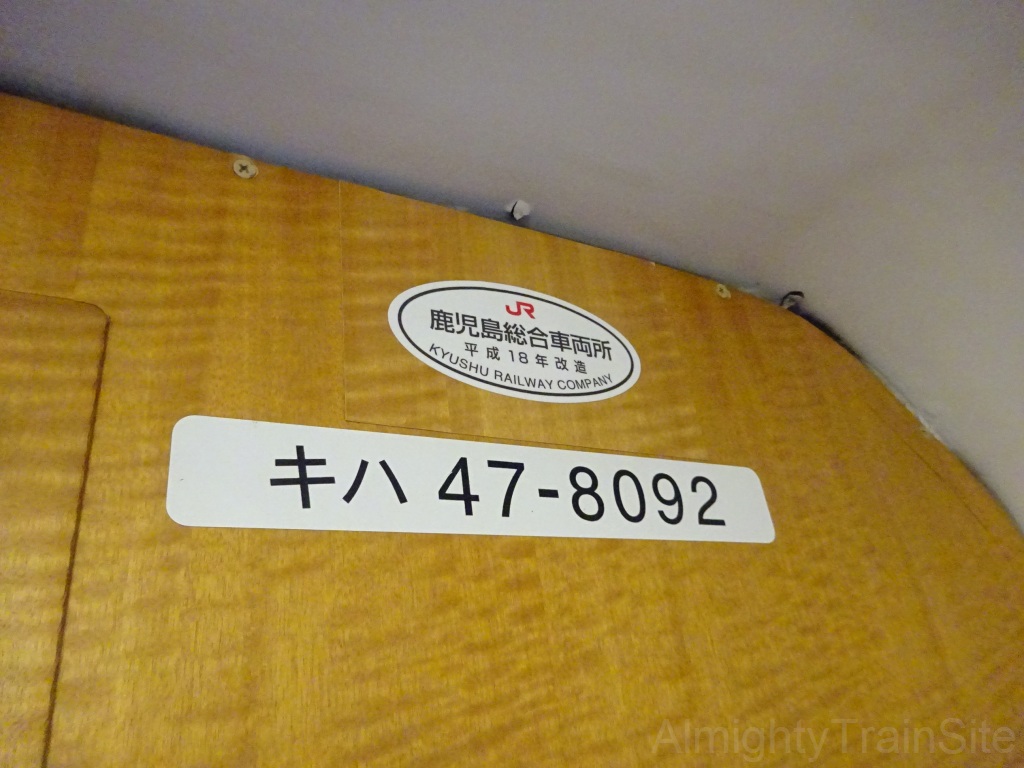 JR
鹿児島総合車両所
平成18年改造
KYUSHU RAILWAY COMPANY
キハ 47-8092
AlmightyTrainSite